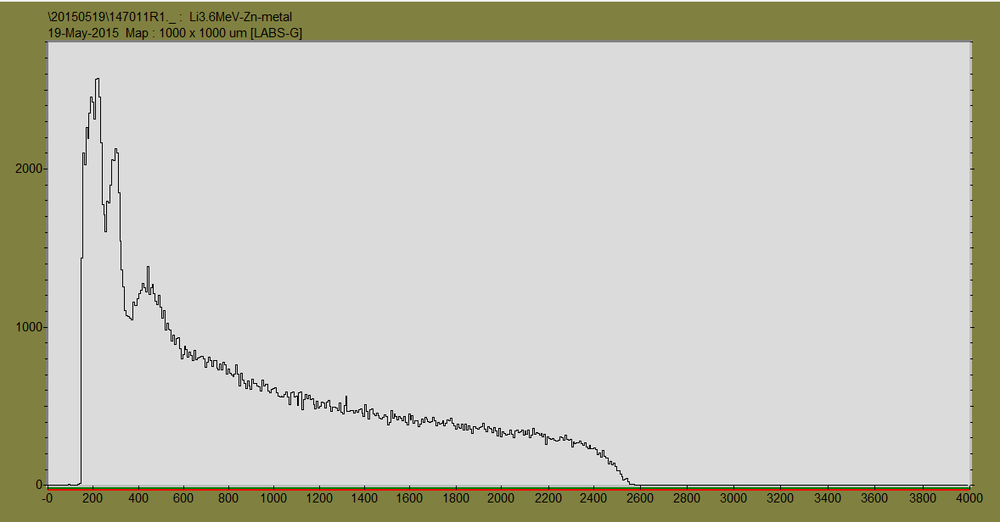 \20150519\147011R1._ : Li3.6MeV-Zn-metal
19-May-2015 Map : 1000 x 1000 um [LABS-G]
2000
1000
0
-0 200 400 600 800 1000 1200 1400 1600 1800 2000 2200 2400 2600 2800 3000 3200 3400 3600 3800 4000